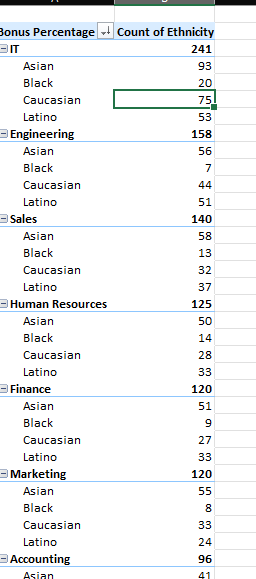 Bonus Percentage Count of Ethnicity
IT 241
Asian 93
Black 20
Caucasian 75
Latino 53
Engineering 158
Asian 56
Black 7
Caucasian 44
Latino 51
Sales 140
Asian 58
Black 13
Caucasian 32
Latino 37
Human Resources 125
Asian 50
Black 14
Caucasian 28
Latino 33
Finance 120
Asian 51
Black 9
Caucasian 27
Latino 33
Marketing 120
Asian 55
Black 8
Caucasian 33
Latino 24
Accounting 96
Asian 41